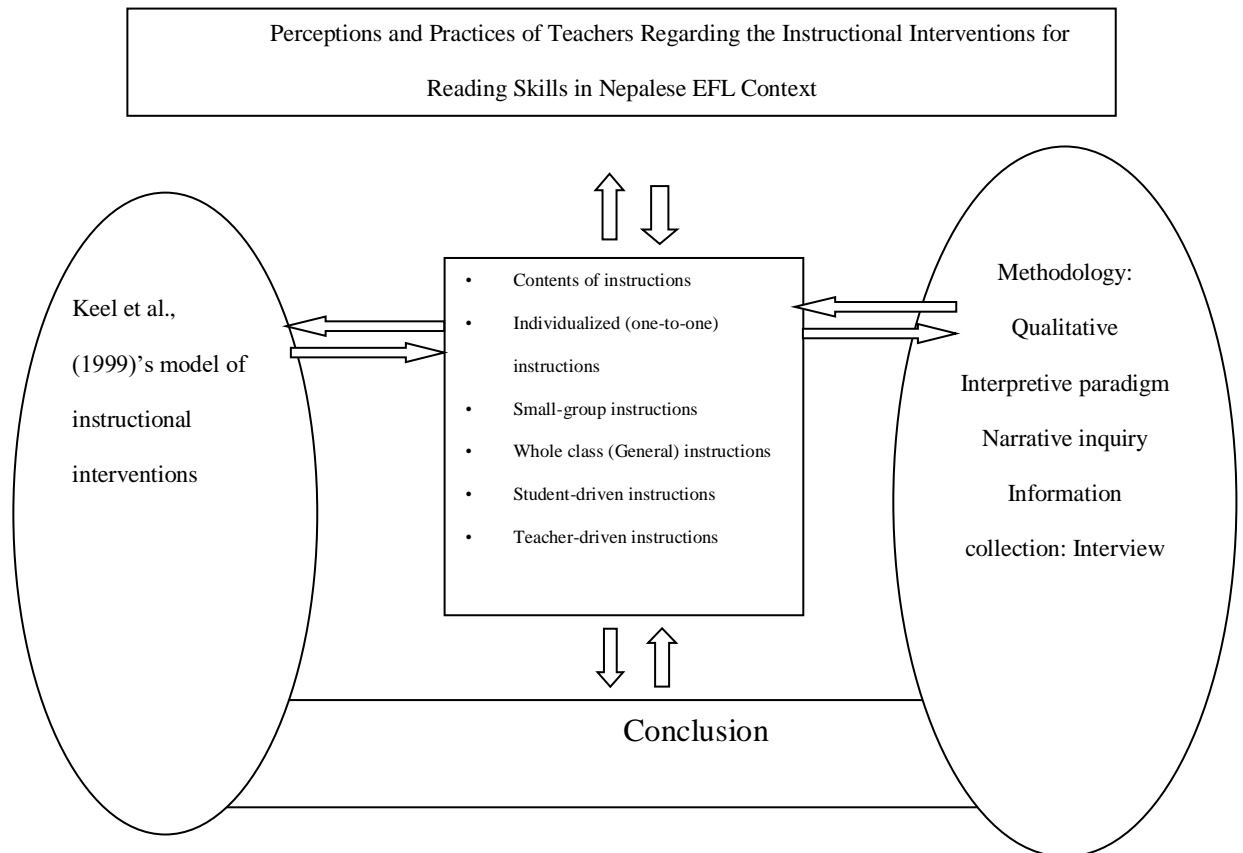 Perceptions and Practices of Teachers Regarding the Instructional Interventions for
Reading Skills in Nepalese EFL Context
Keel et al.,
(1999)’s model of
instructional
interventions
• Contents of instructions
• Individualized (one-to-one)
instructions
• Small-group instructions
• Whole class (General) instructions
• Student-driven instructions
• Teacher-driven instructions
Methodology:
Qualitative
Interpretive paradigm
Narrative inquiry
Information
collection: Interview
Conclusion